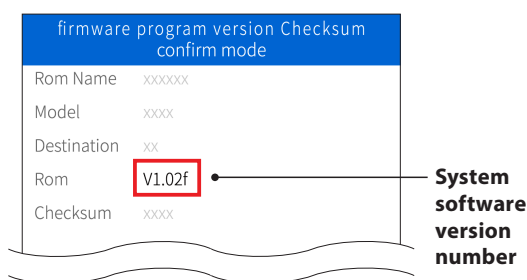 firmware program version Checksum
confirm mode
Rom Name xxxxxx
Model xxxx
Destination xx
Rom V1.02f
Checksum xxxx
System
software
version
number